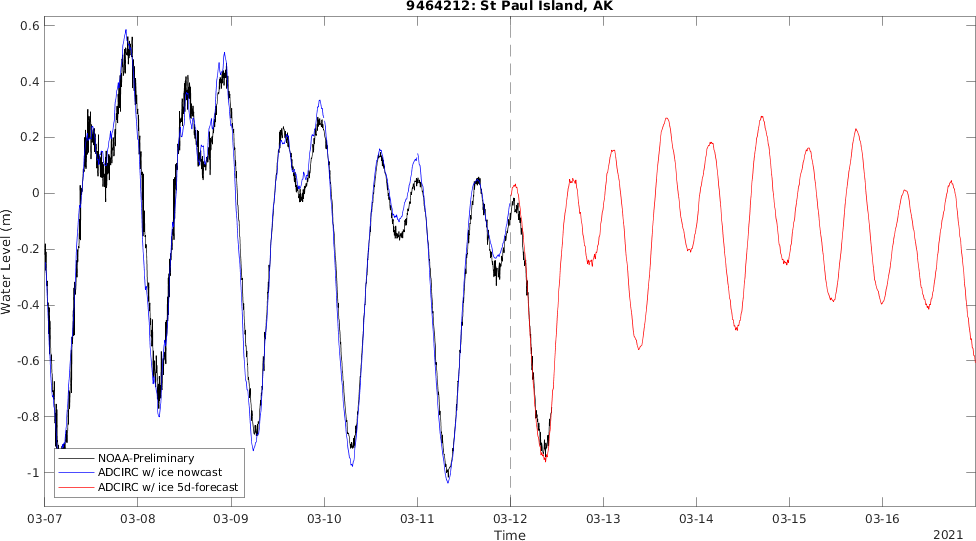 9464212: St Paul Island, AK
0.6
0.4
0.2
0
-0.2
-0.4
-0.6
-0.8
-1
Water Level (m)
NOAA-Preliminary
ADCIRC w/ ice nowcast
ADCIRC w/ ice 5d-forecast
03-07 03-08 03-09 03-10 03-11 03-12 03-13 03-14 03-15 03-16
Time
2021